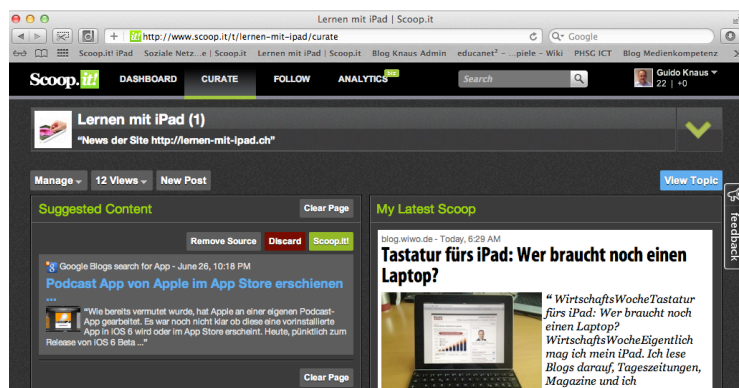 Lernen mit iPad | Scoop.it
http://www.scoop.it/t/lernen-mit-ipad/curate
Google
Scoop.it! iPad Soziale Netz...e | Scoop.it Lernen mit iPad | Scoop.it Blog Knaus Admin educanet² – ...piele – Wiki PHSG ICT Blog Medienkompetenz
Scoop.it! DASHBOARD CURATE FOLLOW ANALYTICS biz Search Guido Knaus
22 | +0
Lernen mit iPad (1)
"News der Site http://lernen-mit-ipad.ch"
Manage 12 Views New Post View Topic
feedback
Suggested Content Clear Page
Remove Source Discard Scoop.it!
Google Blogs search for App - June 26, 10:18 PM
Podcast App von Apple im App Store erschienen
...
"Wie bereits vermutet wurde, hat Apple an einer eigenen Podcast-
App gearbeitet. Es war noch nicht klar ob diese eine vorinstallierte
App in iOS 6 wird oder im App Store erscheint. Heute, pünktlich zum
Release von iOS 6 Beta ..."
Clear Page
My Latest Scoop
blog.wiwo.de - Today, 6:29 AM
Tastatur fürs iPad: Wer braucht noch einen
Laptop?
“ WirtschaftsWocheTastatur
fürs iPad: Wer braucht noch
einen Laptop?
WirtschaftsWocheEigentlich
mag ich mein iPad. Ich lese
Blogs darauf, Tageszeitungen,
Magazine und ich